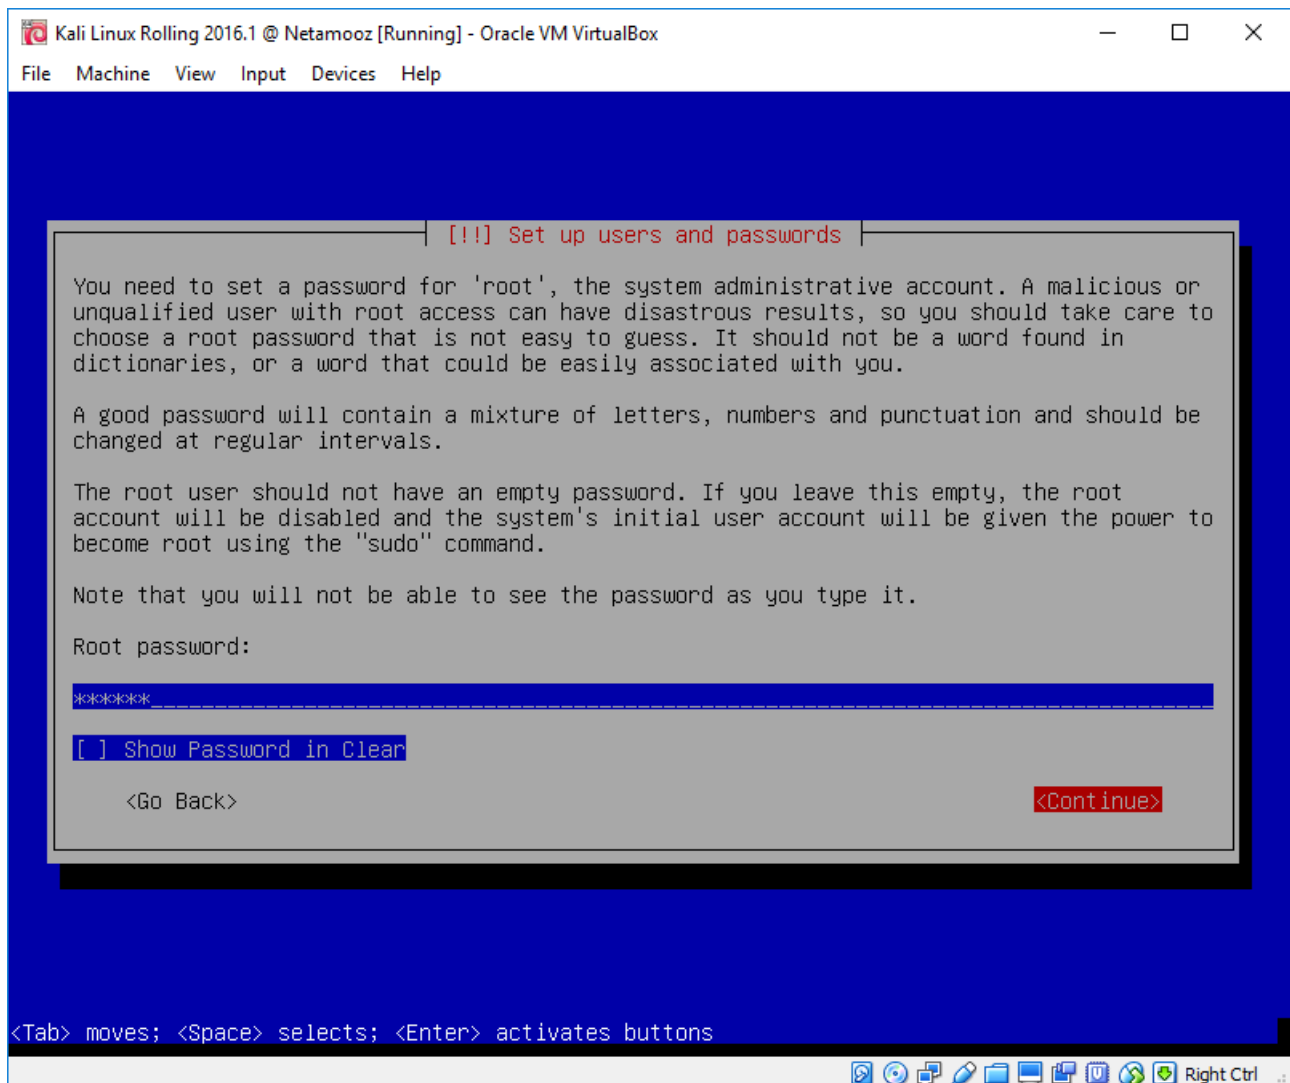 Kali Linux Rolling 2016.1 @ Netamooz [Running] - Oracle VM VirtualBox
File Machine View Input Devices Help
[!!] Set up users and passwords
You need to set a password for 'root', the system administrative account. A malicious or
unqualified user with root access can have disastrous results, so you should take care to
choose a root password that is not easy to guess. It should not be a word found in
dictionaries, or a word that could be easily associated with you.
A good password will contain a mixture of letters, numbers and punctuation and should be
changed at regular intervals.
The root user should not have an empty password. If you leave this empty, the root
account will be disabled and the system's initial user account will be given the power to
become root using the "sudo" command.
Note that you will not be able to see the password as you type it.
Root password:
******
[ ] Show Password in Clear
<Go Back> <Continue>
<Tab> moves; <Space> selects; <Enter> activates buttons
Right Ctrl